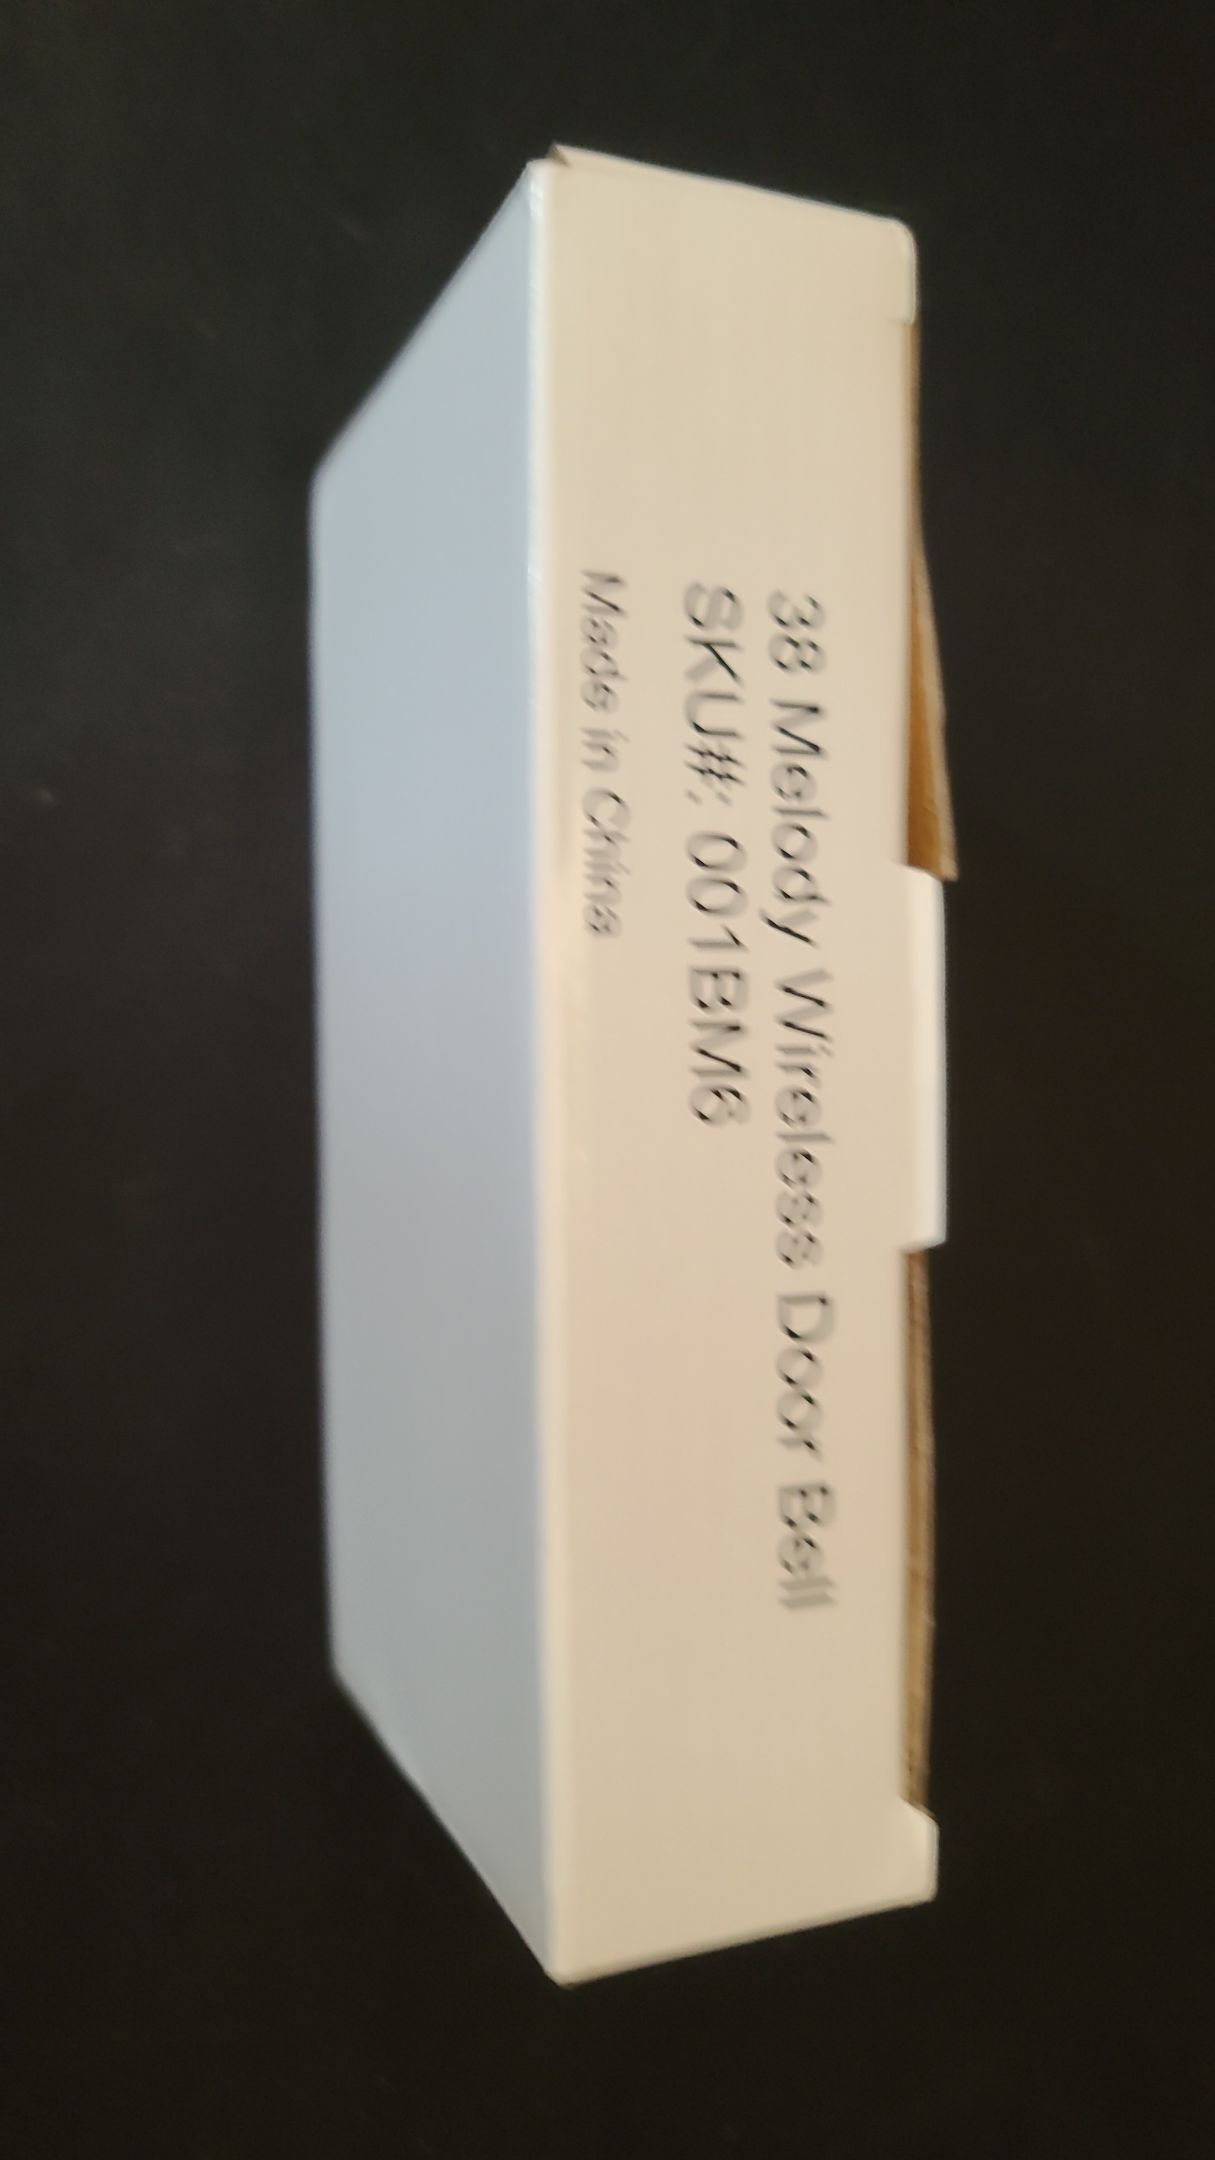 38 Melody Wireless Door Bell
SKU#: 001BM6
Made in China